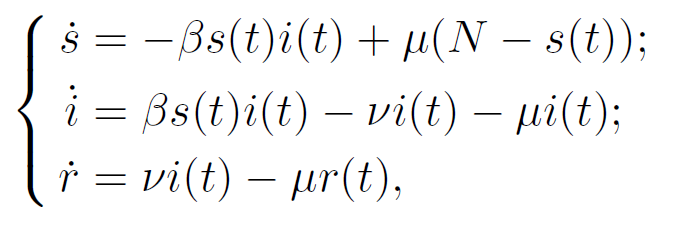 ṡ = −βs(t)i(t) + μ(N − s(t));
i̇ = βs(t)i(t) − νi(t) − μi(t);
ṙ = νi(t) − μr(t),